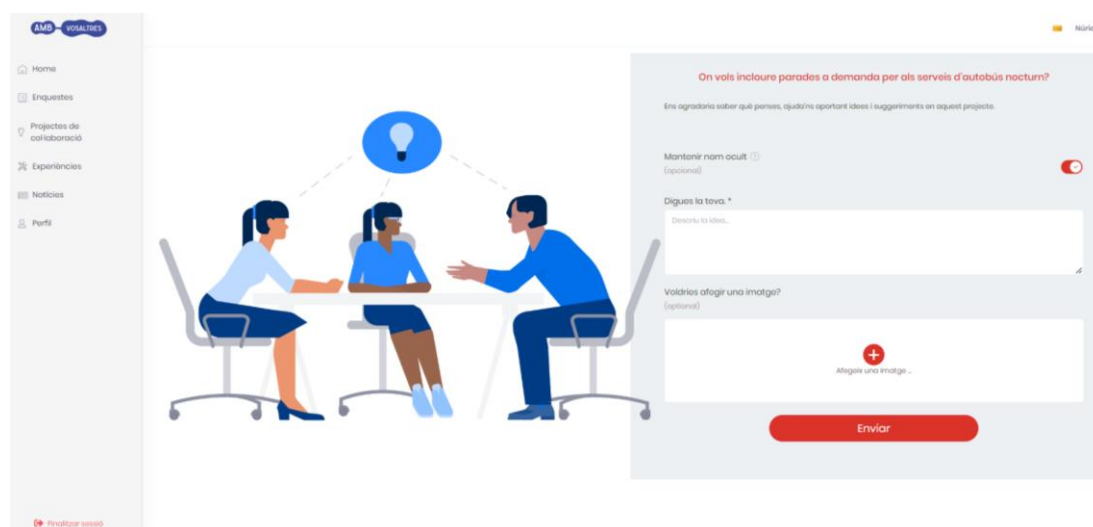 AMB VOSALTRES
Núria
Home
Enquestes
Projectes de
col·laboració
Experiències
Notícies
Perfil
Finalitzar sessió
On vols incloure parades a demanda per als serveis d'autobús nocturn?
Ens agradaria saber què penses, ajuda'ns aportant idees i suggeriments en aquest projecte.
Mantenir nom ocult
(opcional)
Digues la teva. *
Descriu la idea...
Voldries afegir una imatge?
(optional)
Afegeix una imatge ...
Enviar